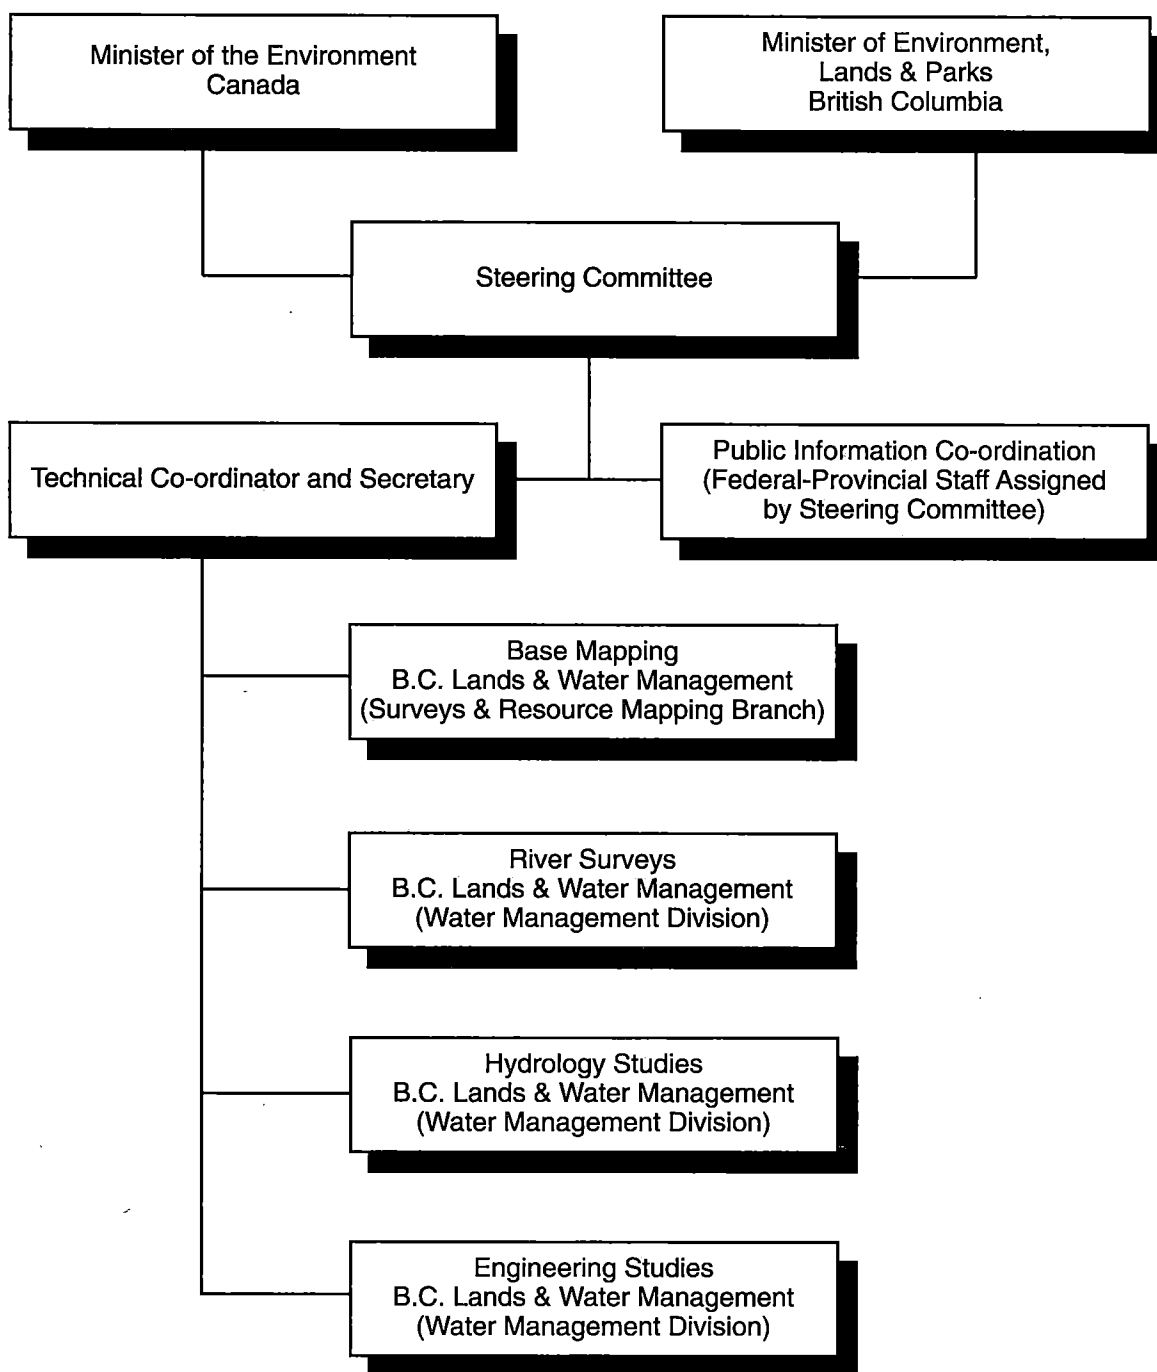 Minister of the Environment
Canada
Minister of Environment,
Lands & Parks
British Columbia
Steering Committee
Technical Co-ordinator and Secretary
Public Information Co-ordination
(Federal-Provincial Staff Assigned
by Steering Committee)
Base Mapping
B.C. Lands & Water Management
(Surveys & Resource Mapping Branch)
River Surveys
B.C. Lands & Water Management
(Water Management Division)
Hydrology Studies
B.C. Lands & Water Management
(Water Management Division)
Engineering Studies
B.C. Lands & Water Management
(Water Management Division)